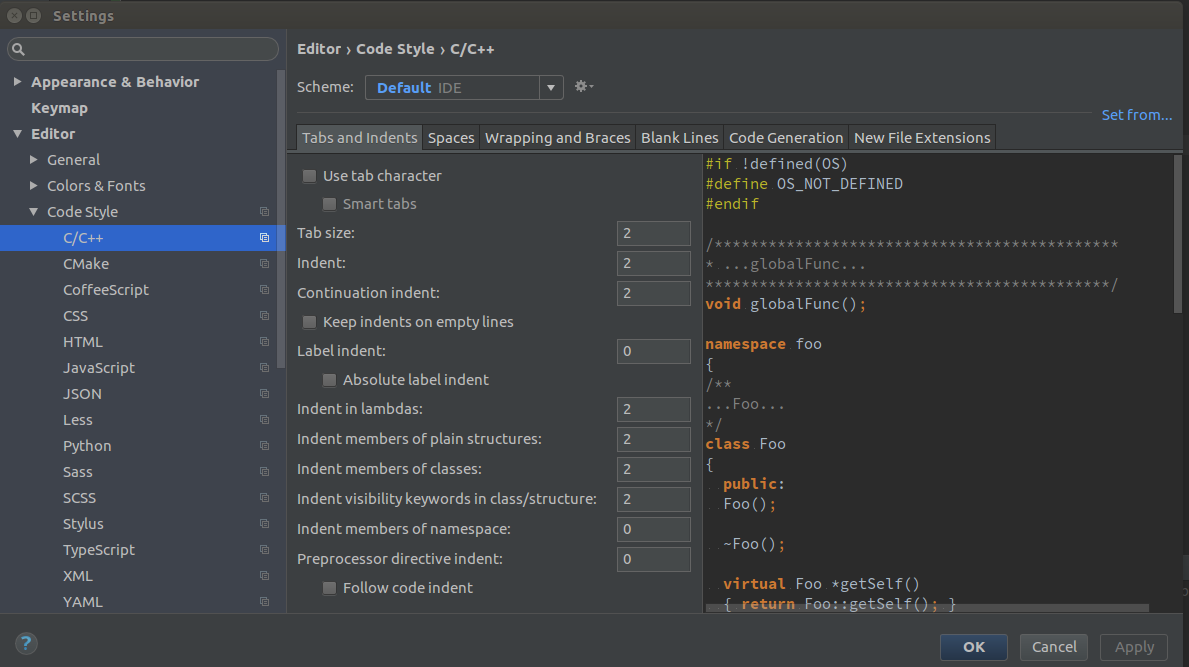 Settings
Appearance & Behavior
Keymap
Editor
General
Colors & Fonts
Code Style
C/C++
CMake
CoffeeScript
CSS
HTML
JavaScript
JSON
Less
Python
Sass
SCSS
Stylus
TypeScript
XML
YAML
Editor › Code Style › C/C++
Scheme: Default IDE
Set from...
Tabs and Indents Spaces Wrapping and Braces Blank Lines Code Generation New File Extensions
Use tab character
Smart tabs
Tab size: 2
Indent: 2
Continuation indent: 2
Keep indents on empty lines
Label indent: 0
Absolute label indent
Indent in lambdas: 2
Indent members of plain structures: 2
Indent members of classes: 2
Indent visibility keywords in class/structure: 2
Indent members of namespace: 0
Preprocessor directive indent: 0
Follow code indent
#if !defined(OS)
#define OS_NOT_DEFINED
#endif
/*********************************************
* ...globalFunc...
*********************************************/
void globalFunc();
namespace foo
{
/**
...Foo...
*/
class Foo
{
public:
Foo();
~Foo();
virtual Foo *getSelf()
{ return Foo::getSelf(); }
?
OK Cancel Apply